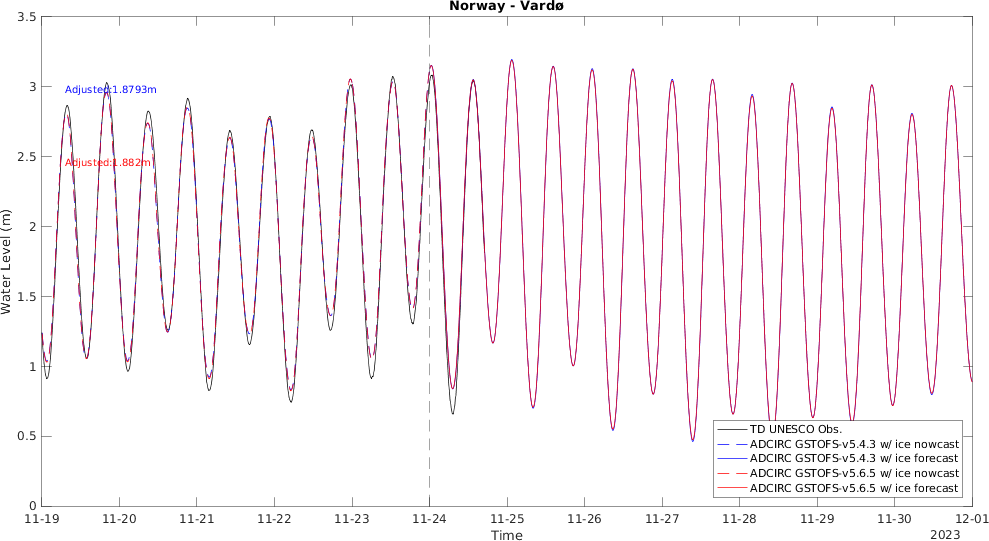 Norway - Vardø
3.5
3
2.5
2
1.5
1
0.5
0
Water Level (m)
Adjusted:1.8793m
Adjusted:1.882m
TD UNESCO Obs.
ADCIRC GSTOFS-v5.4.3 w/ ice nowcast
ADCIRC GSTOFS-v5.4.3 w/ ice forecast
ADCIRC GSTOFS-v5.6.5 w/ ice nowcast
ADCIRC GSTOFS-v5.6.5 w/ ice forecast
11-19 11-20 11-21 11-22 11-23 11-24 11-25 11-26 11-27 11-28 11-29 11-30 12-01
Time
2023